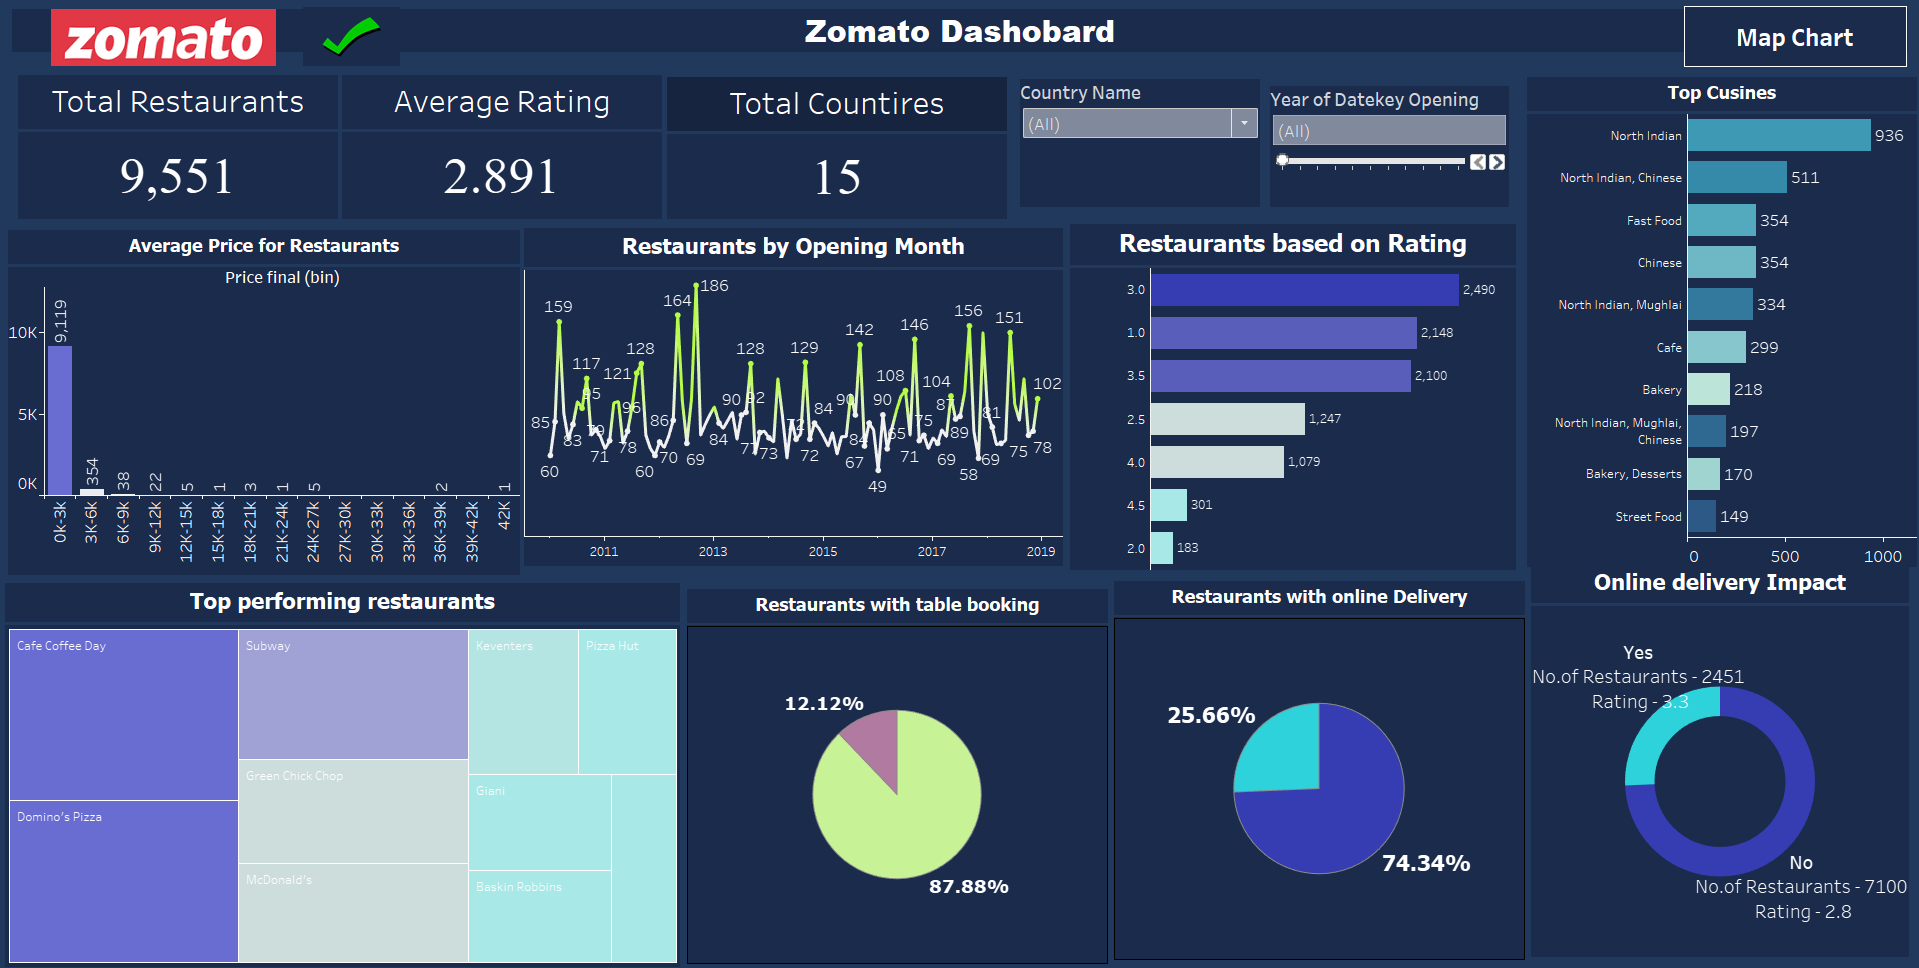 zomato
Zomato Dashobard
Map Chart
Total Restaurants
9,551
Average Rating
2.891
Total Countires
15
Country Name
(All)
Year of Datekey Opening
(All)
Top Cusines
North Indian
936
North Indian, Chinese
511
Fast Food
354
Chinese
354
North Indian, Mughlai
334
Cafe
299
Bakery
218
North Indian, Mughlai,
Chinese
197
Bakery, Desserts
170
Street Food
149
0
500
1000
Average Price for Restaurants
Price final (bin)
10K
5K
0K
9,119
354
38
22
5
1
3
1
5
2
1
0k-3k
3K-6k
6K-9k
9K-12k
12K-15k
15K-18k
18K-21k
21K-24k
24K-27k
27K-30k
30K-33k
33K-36k
36K-39k
39K-42k
42K
Restaurants by Opening Month
159
186
164
117
121
128
128
129
142
146
156
151
108
104
102
85
83
95
79
71
96
78
60
60
86
70
69
84
90
92
73
72
84
72
90
67
84
90
49
65
75
71
69
89
58
81
69
75
78
2011
2013
2015
2017
2019
Restaurants based on Rating
3.0
2,490
1.0
2,148
3.5
2,100
2.5
1,247
4.0
1,079
4.5
301
2.0
183
Top performing restaurants
Cafe Coffee Day
Domino's Pizza
Subway
Green Chick Chop
McDonald's
Keventers
Pizza Hut
Giani
Baskin Robbins
Restaurants with table booking
12.12%
87.88%
Restaurants with online Delivery
25.66%
74.34%
Online delivery Impact
Yes
No.of Restaurants - 2451
Rating - 3.3
No
No.of Restaurants - 7100
Rating - 2.8